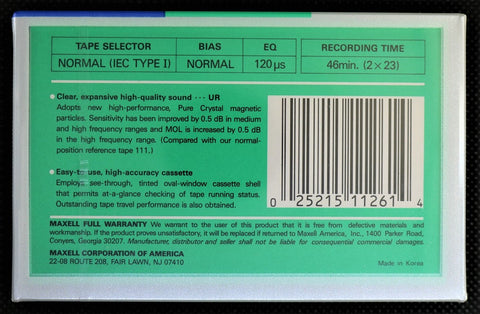 TAPE SELECTOR BIAS EQ RECORDING TIME
NORMAL (IEC TYPE I) NORMAL 120 µs 46min. (2 × 23)
● Clear, expansive high-quality sound ··· UR
Adopts new high-performance, Pure Crystal magnetic
particles. Sensitivity has been improved by 0.5 dB in medium
and high frequency ranges and MOL is increased by 0.5 dB
in the high frequency range. (Compared with our normal-
position reference tape 111.)
● Easy-to use, high-accuracy cassette
Employs see-through, tinted oval-window cassette shell
that permits at-a-glance checking of tape running status.
Outstanding tape travel performance is also obtained.
0 25215 11261 4
MAXELL FULL WARRANTY We warrant to the user of this product that it is free from defective materials and
workmanship. If the product proves unsatisfactory, it will be replaced if returned to Maxell America, Inc., 1400 Parker Road,
Conyers, Georgia 30207. Manufacturer, distributor and seller shall not be liable for consequential commercial damages.
MAXELL CORPORATION OF AMERICA
22-08 ROUTE 208, FAIR LAWN, NJ 07410
Made in Korea